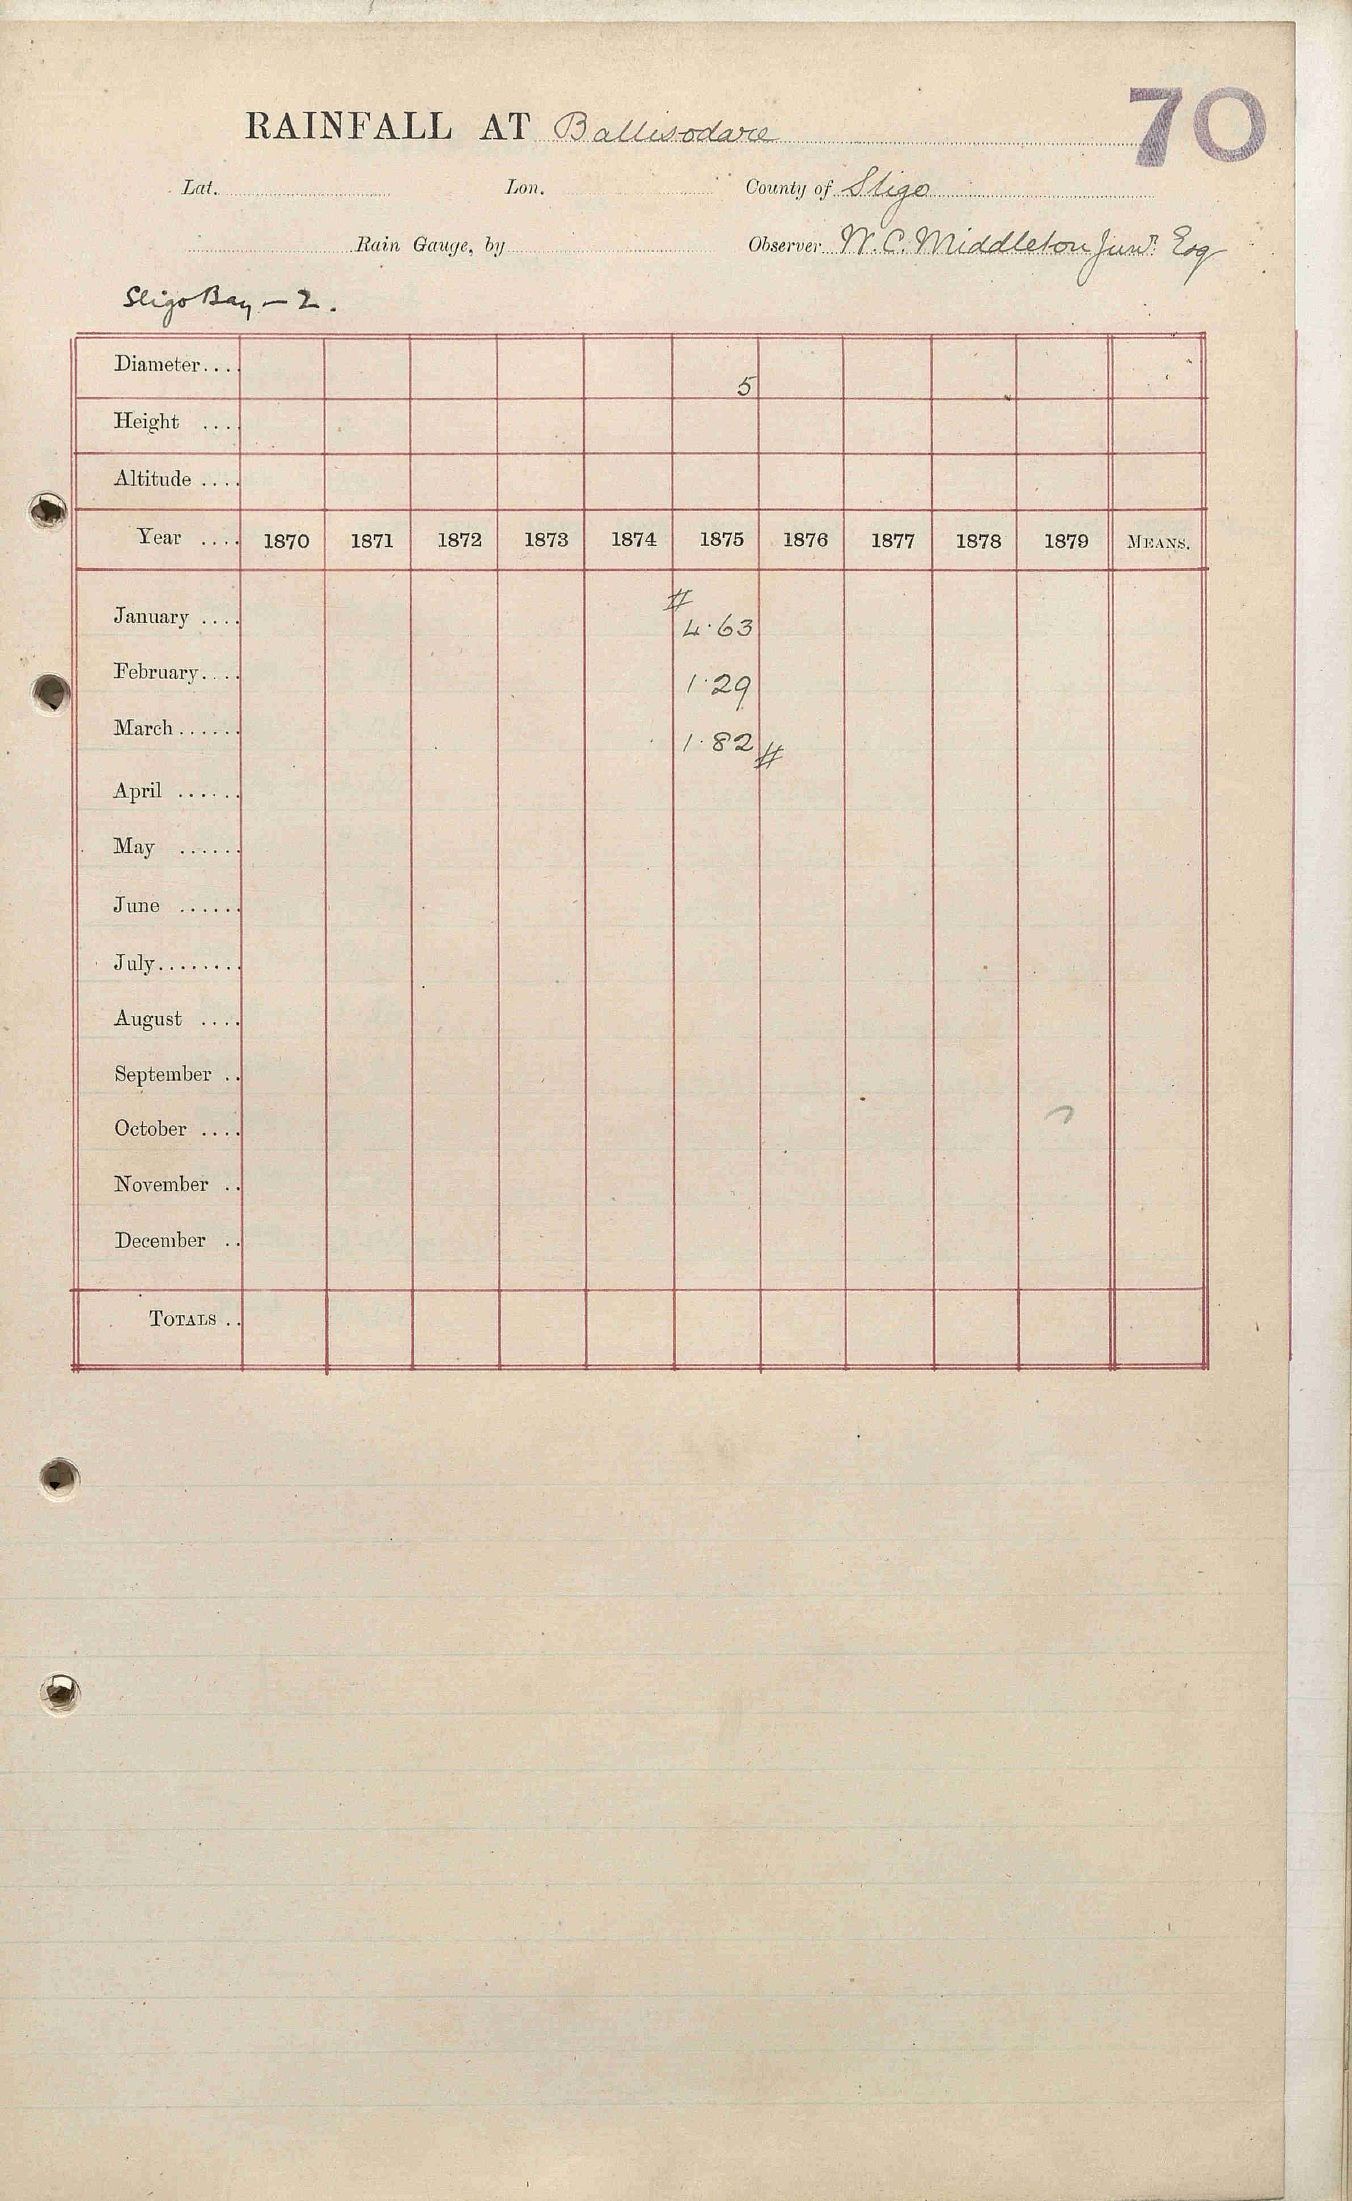 70
RAINFALL AT Ballisodare
Lat. Lon. County of Sligo
Rain Gauge, by Observer W. C. Middleton Junr. Esq
Sligo Bay - 2.
Diameter.... 5
Height ....
Altitude ....
Year .... 1870 1871 1872 1873 1874 1875 1876 1877 1878 1879 MEANS.
#
January .... 4.63
February.... 1.29
March...... 1.82 #
April ......
May ......
June ......
July........
August ....
September ..
October ....
November ..
December ..
TOTALS ..